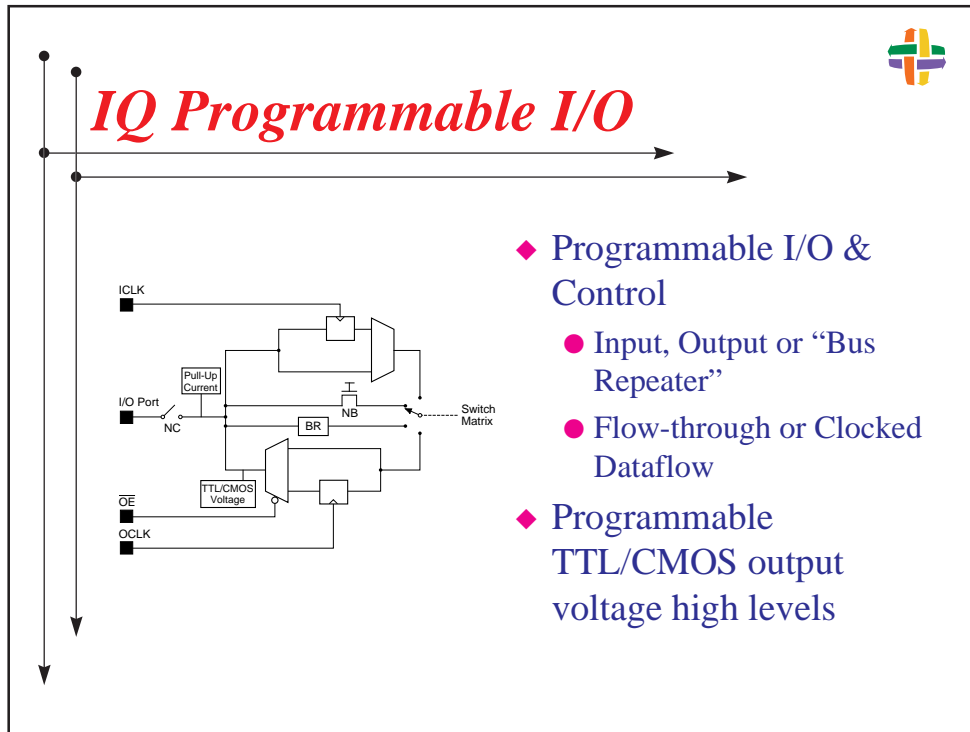 IQ Programmable I/O
ICLK
Pull-Up
Current
I/O Port
NC
NB
BR
Switch
Matrix
TTL/CMOS
Voltage
OE
OCLK
Programmable I/O &
Control
Input, Output or “Bus
Repeater”
Flow-through or Clocked
Dataflow
Programmable
TTL/CMOS output
voltage high levels